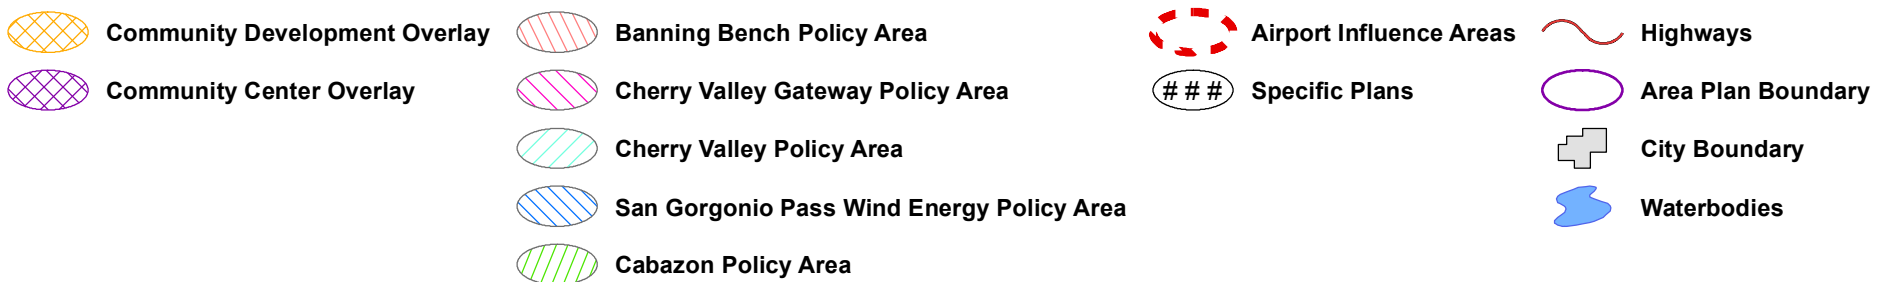 Community Development Overlay
Community Center Overlay
Banning Bench Policy Area
Cherry Valley Gateway Policy Area
Cherry Valley Policy Area
San Gorgonio Pass Wind Energy Policy Area
Cabazon Policy Area
Airport Influence Areas
# # # Specific Plans
Highways
Area Plan Boundary
City Boundary
Waterbodies